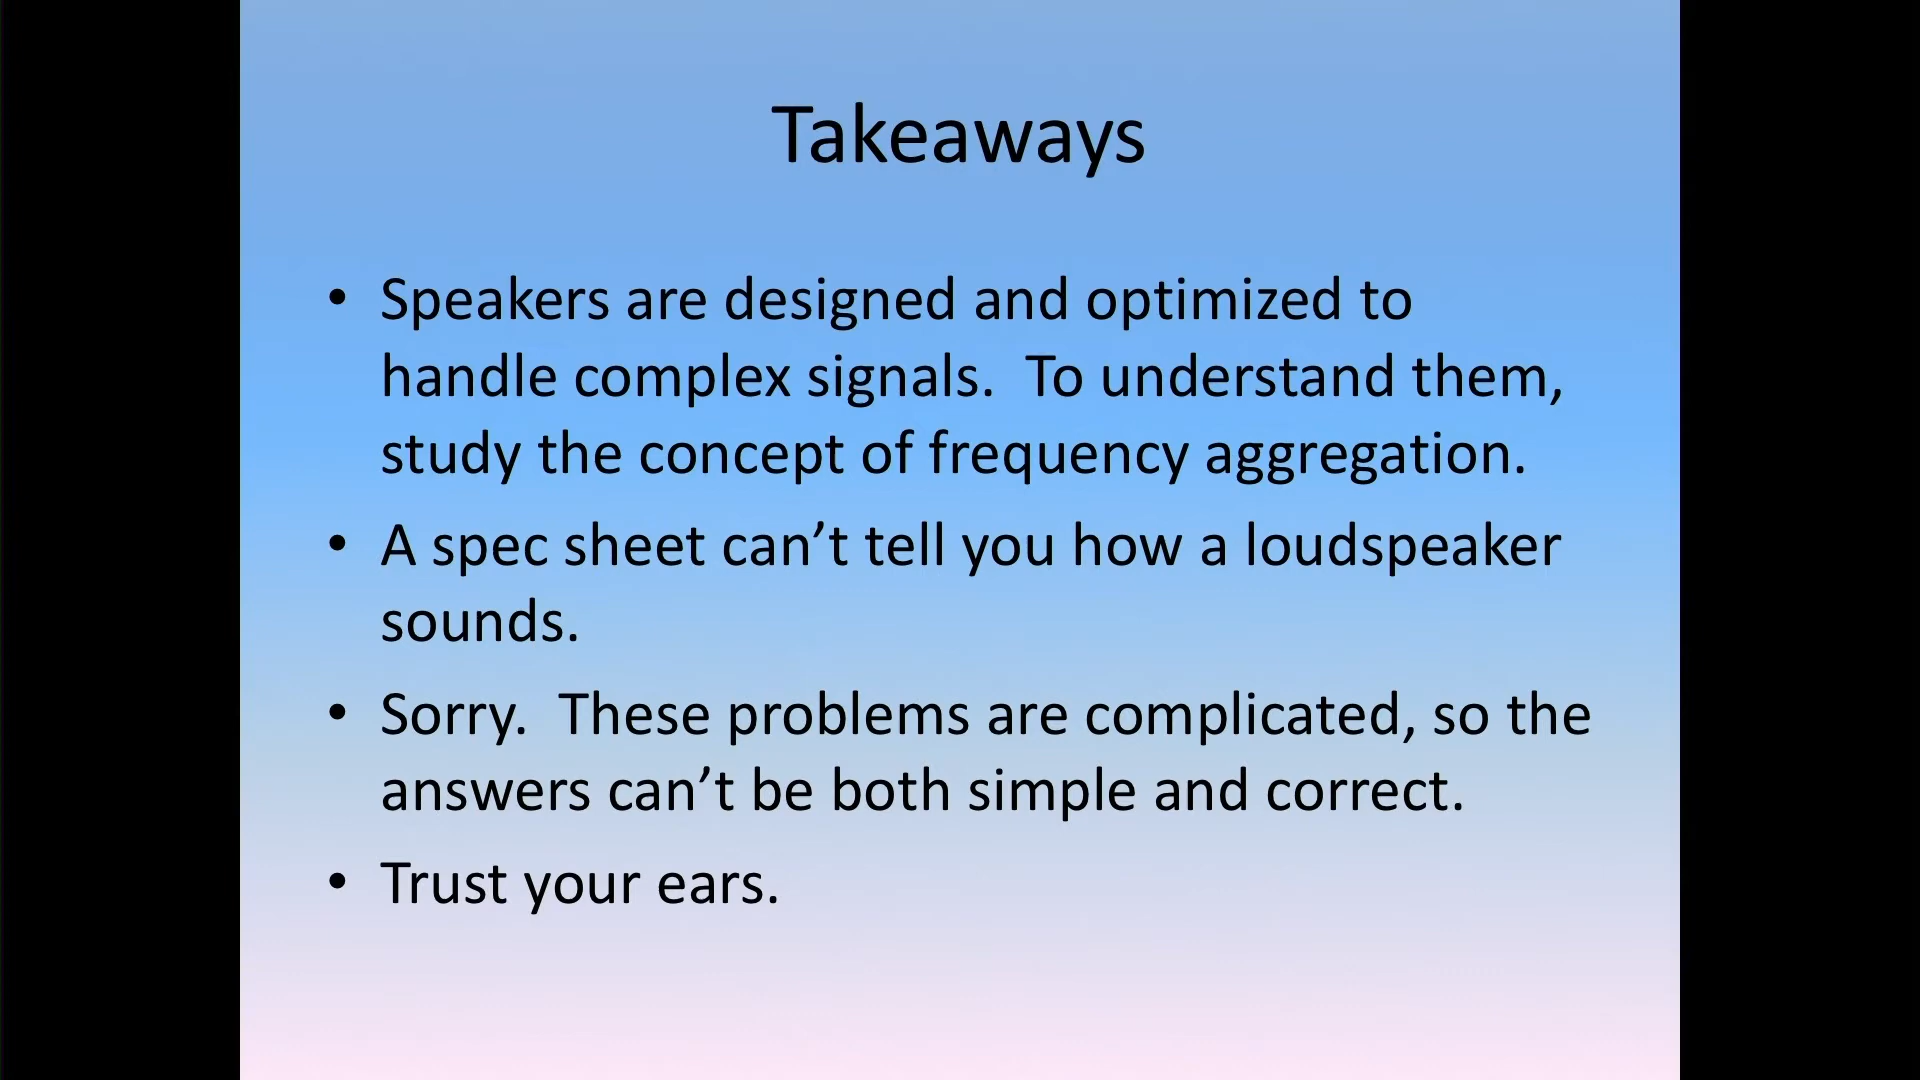 Takeaways
• Speakers are designed and optimized to
handle complex signals.  To understand them,
study the concept of frequency aggregation.
• A spec sheet can’t tell you how a loudspeaker
sounds.
• Sorry.  These problems are complicated, so the
answers can’t be both simple and correct.
• Trust your ears.